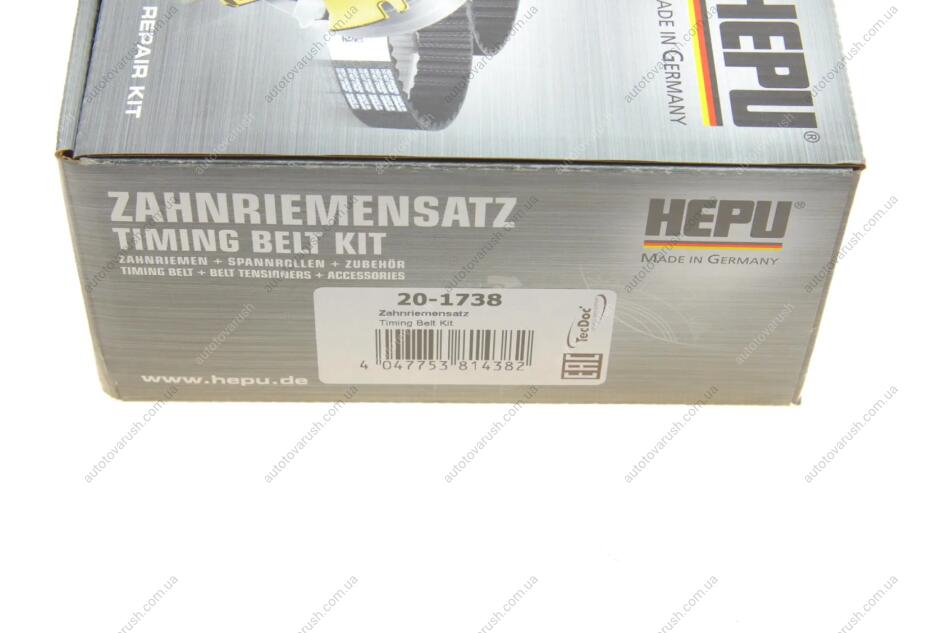 REPAIR KIT
HEPU®
MADE IN GERMANY
ZAHNRIEMENSATZ
TIMING BELT KIT
ZAHNRIEMEN + SPANNROLLEN + ZUBEHÖR
TIMING BELT + BELT TENSIONERS + ACCESSORIES
HEPU®
MADE IN GERMANY
20-1738
Zahnriemensatz
Timing Belt Kit
TecDoc
4 047753 814382
EAC
www.hepu.de
autotovarush.com.ua